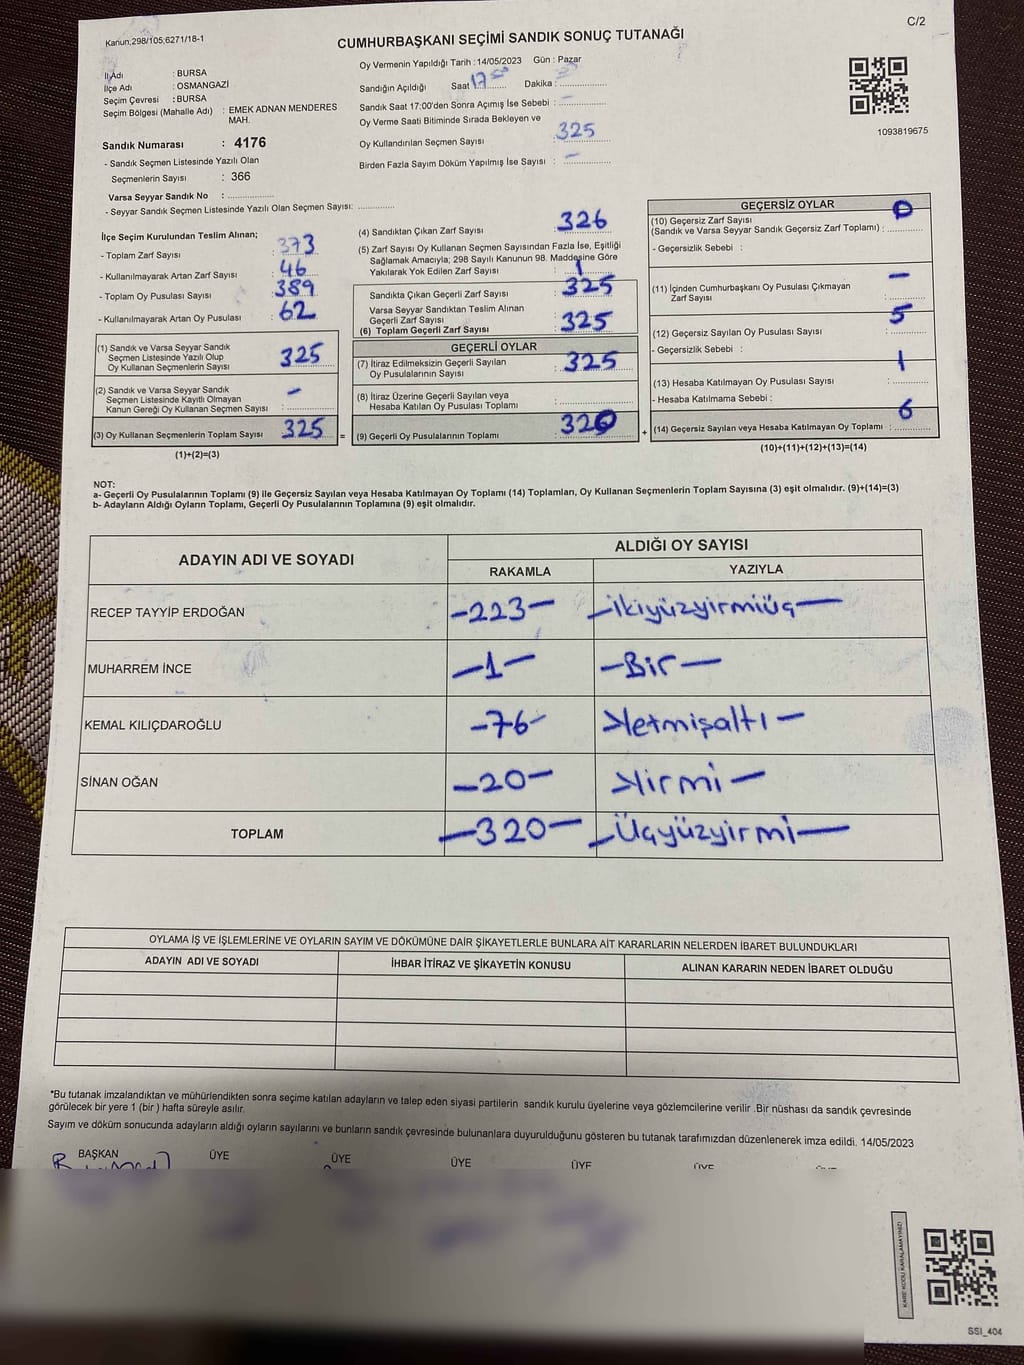 C/2
Kanun,298/105,6271/18-1
CUMHURBAŞKANI SEÇİMİ SANDIK SONUÇ TUTANAĞI
İl Adı : BURSA
İlçe Adı : OSMANGAZİ
Seçim Çevresi : BURSA
Seçim Bölgesi (Mahalle Adı) : EMEK ADNAN MENDERES MAH.
Sandık Numarası : 4176
- Sandık Seçmen Listesinde Yazılı Olan
Seçmenlerin Sayısı : 366
Varsa Seyyar Sandık No : ..............
- Seyyar Sandık Seçmen Listesinde Yazılı Olan Seçmen Sayısı: ..............
Oy Vermenin Yapıldığı Tarih : 14/05/2023 Gün : Pazar
Sandığın Açıldığı Saat 17 Dakika :
Sandık Saat 17:00'den Sonra Açımış İse Sebebi : –
Oy Verme Saati Bitiminde Sırada Bekleyen ve
Oy Kullandırılan Seçmen Sayısı : 325
Birden Fazla Sayım Döküm Yapılmış İse Sayısı : –
1093819675
İlçe Seçim Kurulundan Teslim Alınan;
- Toplam Zarf Sayısı : 373
- Kullanılmayarak Artan Zarf Sayısı : 46
- Toplam Oy Pusulası Sayısı : 389
- Kullanılmayarak Artan Oy Pusulası : 62
(1) Sandık ve Varsa Seyyar Sandık
Seçmen Listesinde Yazılı Olup
Oy Kullanan Seçmenlerin Sayısı : 325
(2) Sandık ve Varsa Seyyar Sandık
Seçmen Listesinde Kayıtlı Olmayan
Kanun Gereği Oy Kullanan Seçmen Sayısı : –
(3) Oy Kullanan Seçmenlerin Toplam Sayısı : 325
(1)+(2)=(3)
(4) Sandıktan Çıkan Zarf Sayısı : 326
(5) Zarf Sayısı Oy Kullanan Seçmen Sayısından Fazla İse, Eşitliği
Sağlamak Amacıyla; 298 Sayılı Kanunun 98. Maddesine Göre
Yakılarak Yok Edilen Zarf Sayısı : 1
Sandıkta Çıkan Geçerli Zarf Sayısı : 325
Varsa Seyyar Sandıktan Teslim Alınan
Geçerli Zarf Sayısı
(6) Toplam Geçerli Zarf Sayısı : 325
GEÇERLİ OYLAR
(7) İtiraz Edilmeksizin Geçerli Sayılan
Oy Pusulalarının Sayısı : 325
(8) İtiraz Üzerine Geçerli Sayılan veya
Hesaba Katılan Oy Pusulası Toplamı :
= (9) Geçerli Oy Pusulalarının Toplamı : 320
GEÇERSİZ OYLAR
(10) Geçersiz Zarf Sayısı
(Sandık ve Varsa Seyyar Sandık Geçersiz Zarf Toplamı) : 0
- Geçersizlik Sebebi :
(11) İçinden Cumhurbaşkanı Oy Pusulası Çıkmayan
Zarf Sayısı : –
(12) Geçersiz Sayılan Oy Pusulası Sayısı : 5
- Geçersizlik Sebebi :
(13) Hesaba Katılmayan Oy Pusulası Sayısı : 1
- Hesaba Katılmama Sebebi :
+ (14) Geçersiz Sayılan veya Hesaba Katılmayan Oy Toplamı : 6
(10)+(11)+(12)+(13)=(14)
NOT:
a- Geçerli Oy Pusulalarının Toplamı (9) ile Geçersiz Sayılan veya Hesaba Katılmayan Oy Toplamı (14) Toplamları, Oy Kullanan Seçmenlerin Toplam Sayısına (3) eşit olmalıdır. (9)+(14)=(3)
b- Adayların Aldığı Oyların Toplamı, Geçerli Oy Pusulalarının Toplamına (9) eşit olmalıdır.
ADAYIN ADI VE SOYADI ALDIĞI OY SAYISI
RAKAMLA YAZIYLA
RECEP TAYYİP ERDOĞAN –223– –ikiyüzyirmiüç–
MUHARREM İNCE –1– –Bir–
KEMAL KILIÇDAROĞLU –76– Yetmişaltı–
SİNAN OĞAN –20– Yirmi–
TOPLAM –320– –Üçyüzyirmi–
OYLAMA İŞ VE İŞLEMLERİNE VE OYLARIN SAYIM VE DÖKÜMÜNE DAİR ŞİKAYETLERLE BUNLARA AİT KARARLARIN NELERDEN İBARET BULUNDUKLARI
ADAYIN ADI VE SOYADI İHBAR İTİRAZ VE ŞİKAYETİN KONUSU ALINAN KARARIN NEDEN İBARET OLDUĞU
*Bu tutanak imzalandıktan ve mühürlendikten sonra seçime katılan adayların ve talep eden siyasi partilerin sandık kurulu üyelerine veya gözlemcilerine verilir .Bir nüshası da sandık çevresinde
görülecek bir yere 1 (bir ) hafta süreyle asılır.
Sayım ve döküm sonucunda adayların aldığı oyların sayılarını ve bunların sandık çevresinde bulunanlara duyurulduğunu gösteren bu tutanak tarafımızdan düzenlenerek imza edildi. 14/05/2023
BAŞKAN ÜYE ÜYE ÜYE ÜYE ÜYE
KARE KODU KARALAMAYINIZ!
SSI_404